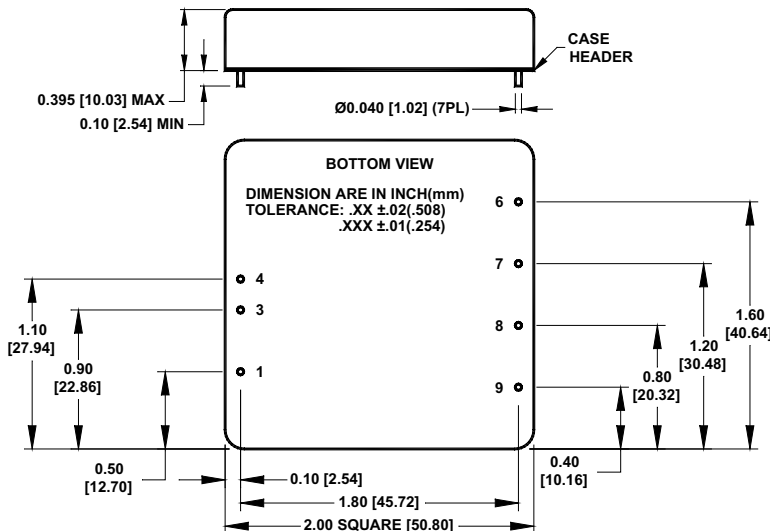 CASE
HEADER
0.395 [10.03] MAX
0.10 [2.54] MIN
Ø0.040 [1.02] (7PL)
BOTTOM VIEW
DIMENSION ARE IN INCH(mm)
TOLERANCE: .XX ±.02(.508)
.XXX ±.01(.254)
6
7
4
3
8
1
9
1.10
[27.94]
0.90
[22.86]
0.50
[12.70]
0.10 [2.54]
1.80 [45.72]
2.00 SQUARE [50.80]
0.40
[10.16]
0.80
[20.32]
1.20
[30.48]
1.60
[40.64]